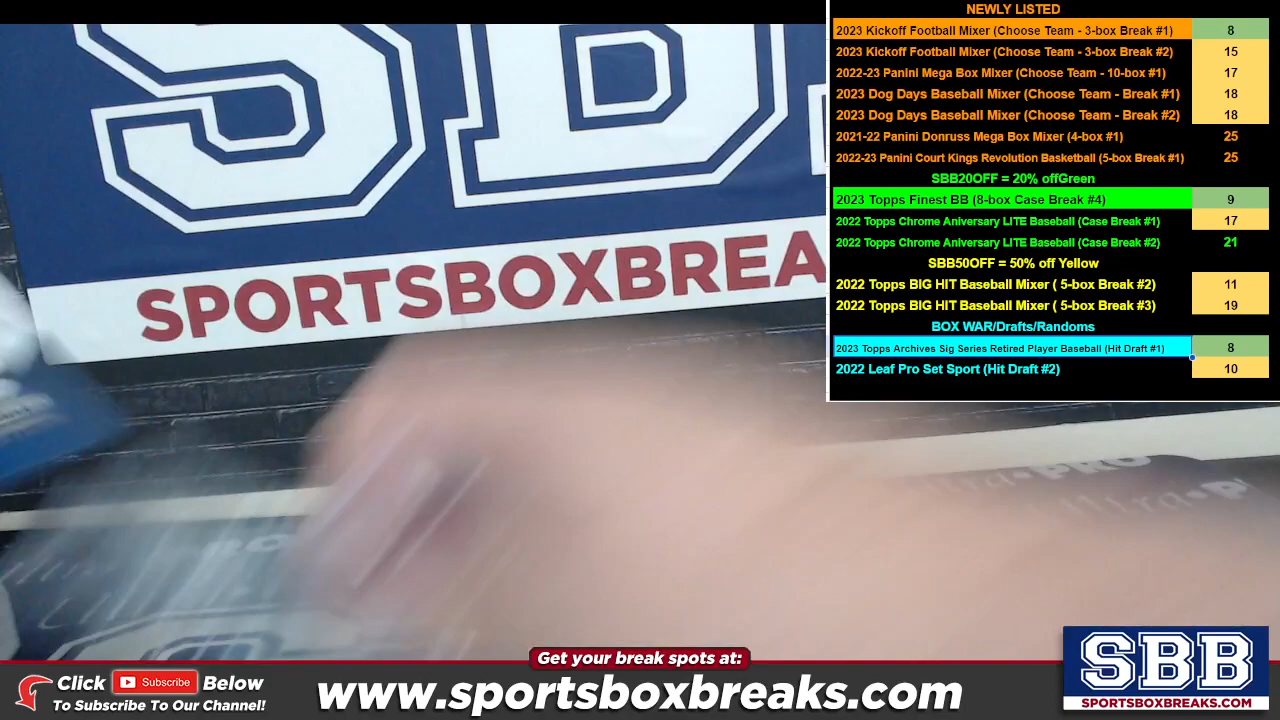 SBB
SPORTSBOXBREA
NEWLY LISTED
2023 Kickoff Football Mixer (Choose Team - 3-box Break #1) 8
2023 Kickoff Football Mixer (Choose Team - 3-box Break #2) 15
2022-23 Panini Mega Box Mixer (Choose Team - 10-box #1) 17
2023 Dog Days Baseball Mixer (Choose Team - Break #1) 18
2023 Dog Days Baseball Mixer (Choose Team - Break #2) 18
2021-22 Panini Donruss Mega Box Mixer (4-box #1) 25
2022-23 Panini Court Kings Revolution Basketball (5-box Break #1) 25
SBB20OFF = 20% offGreen
2023 Topps Finest BB (8-box Case Break #4) 9
2022 Topps Chrome Aniversary LITE Baseball (Case Break #1) 17
2022 Topps Chrome Aniversary LITE Baseball (Case Break #2) 21
SBB50OFF = 50% off Yellow
2022 Topps BIG HIT Baseball Mixer ( 5-box Break #2) 11
2022 Topps BIG HIT Baseball Mixer ( 5-box Break #3) 19
BOX WAR/Drafts/Randoms
2023 Topps Archives Sig Series Retired Player Baseball (Hit Draft #1) 8
2022 Leaf Pro Set Sport (Hit Draft #2) 10
Get your break spots at:
Click Subscribe Below
To Subscribe To Our Channel!
www.sportsboxbreaks.com
SBB
SPORTSBOXBREAKS.COM